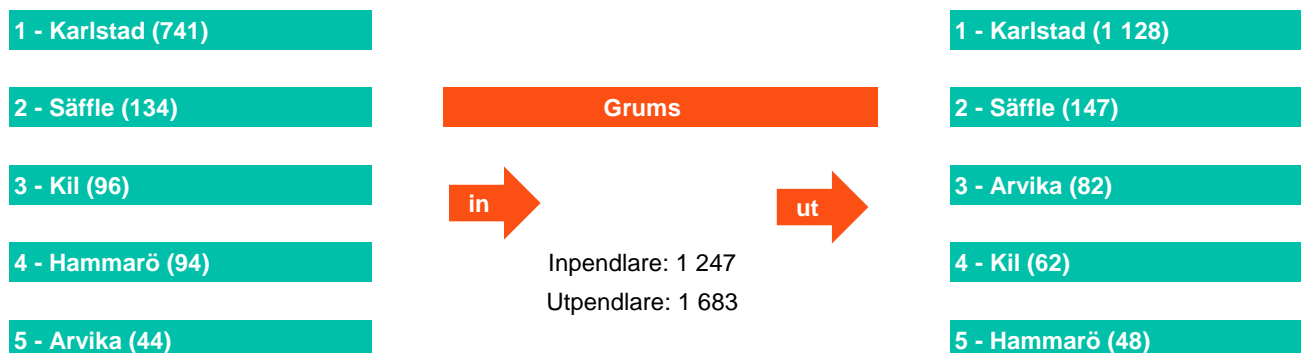 1 - Karlstad (741)
2 - Säffle (134)
3 - Kil (96)
4 - Hammarö (94)
5 - Arvika (44)
Grums
in
ut
Inpendlare: 1 247
Utpendlare: 1 683
1 - Karlstad (1 128)
2 - Säffle (147)
3 - Arvika (82)
4 - Kil (62)
5 - Hammarö (48)